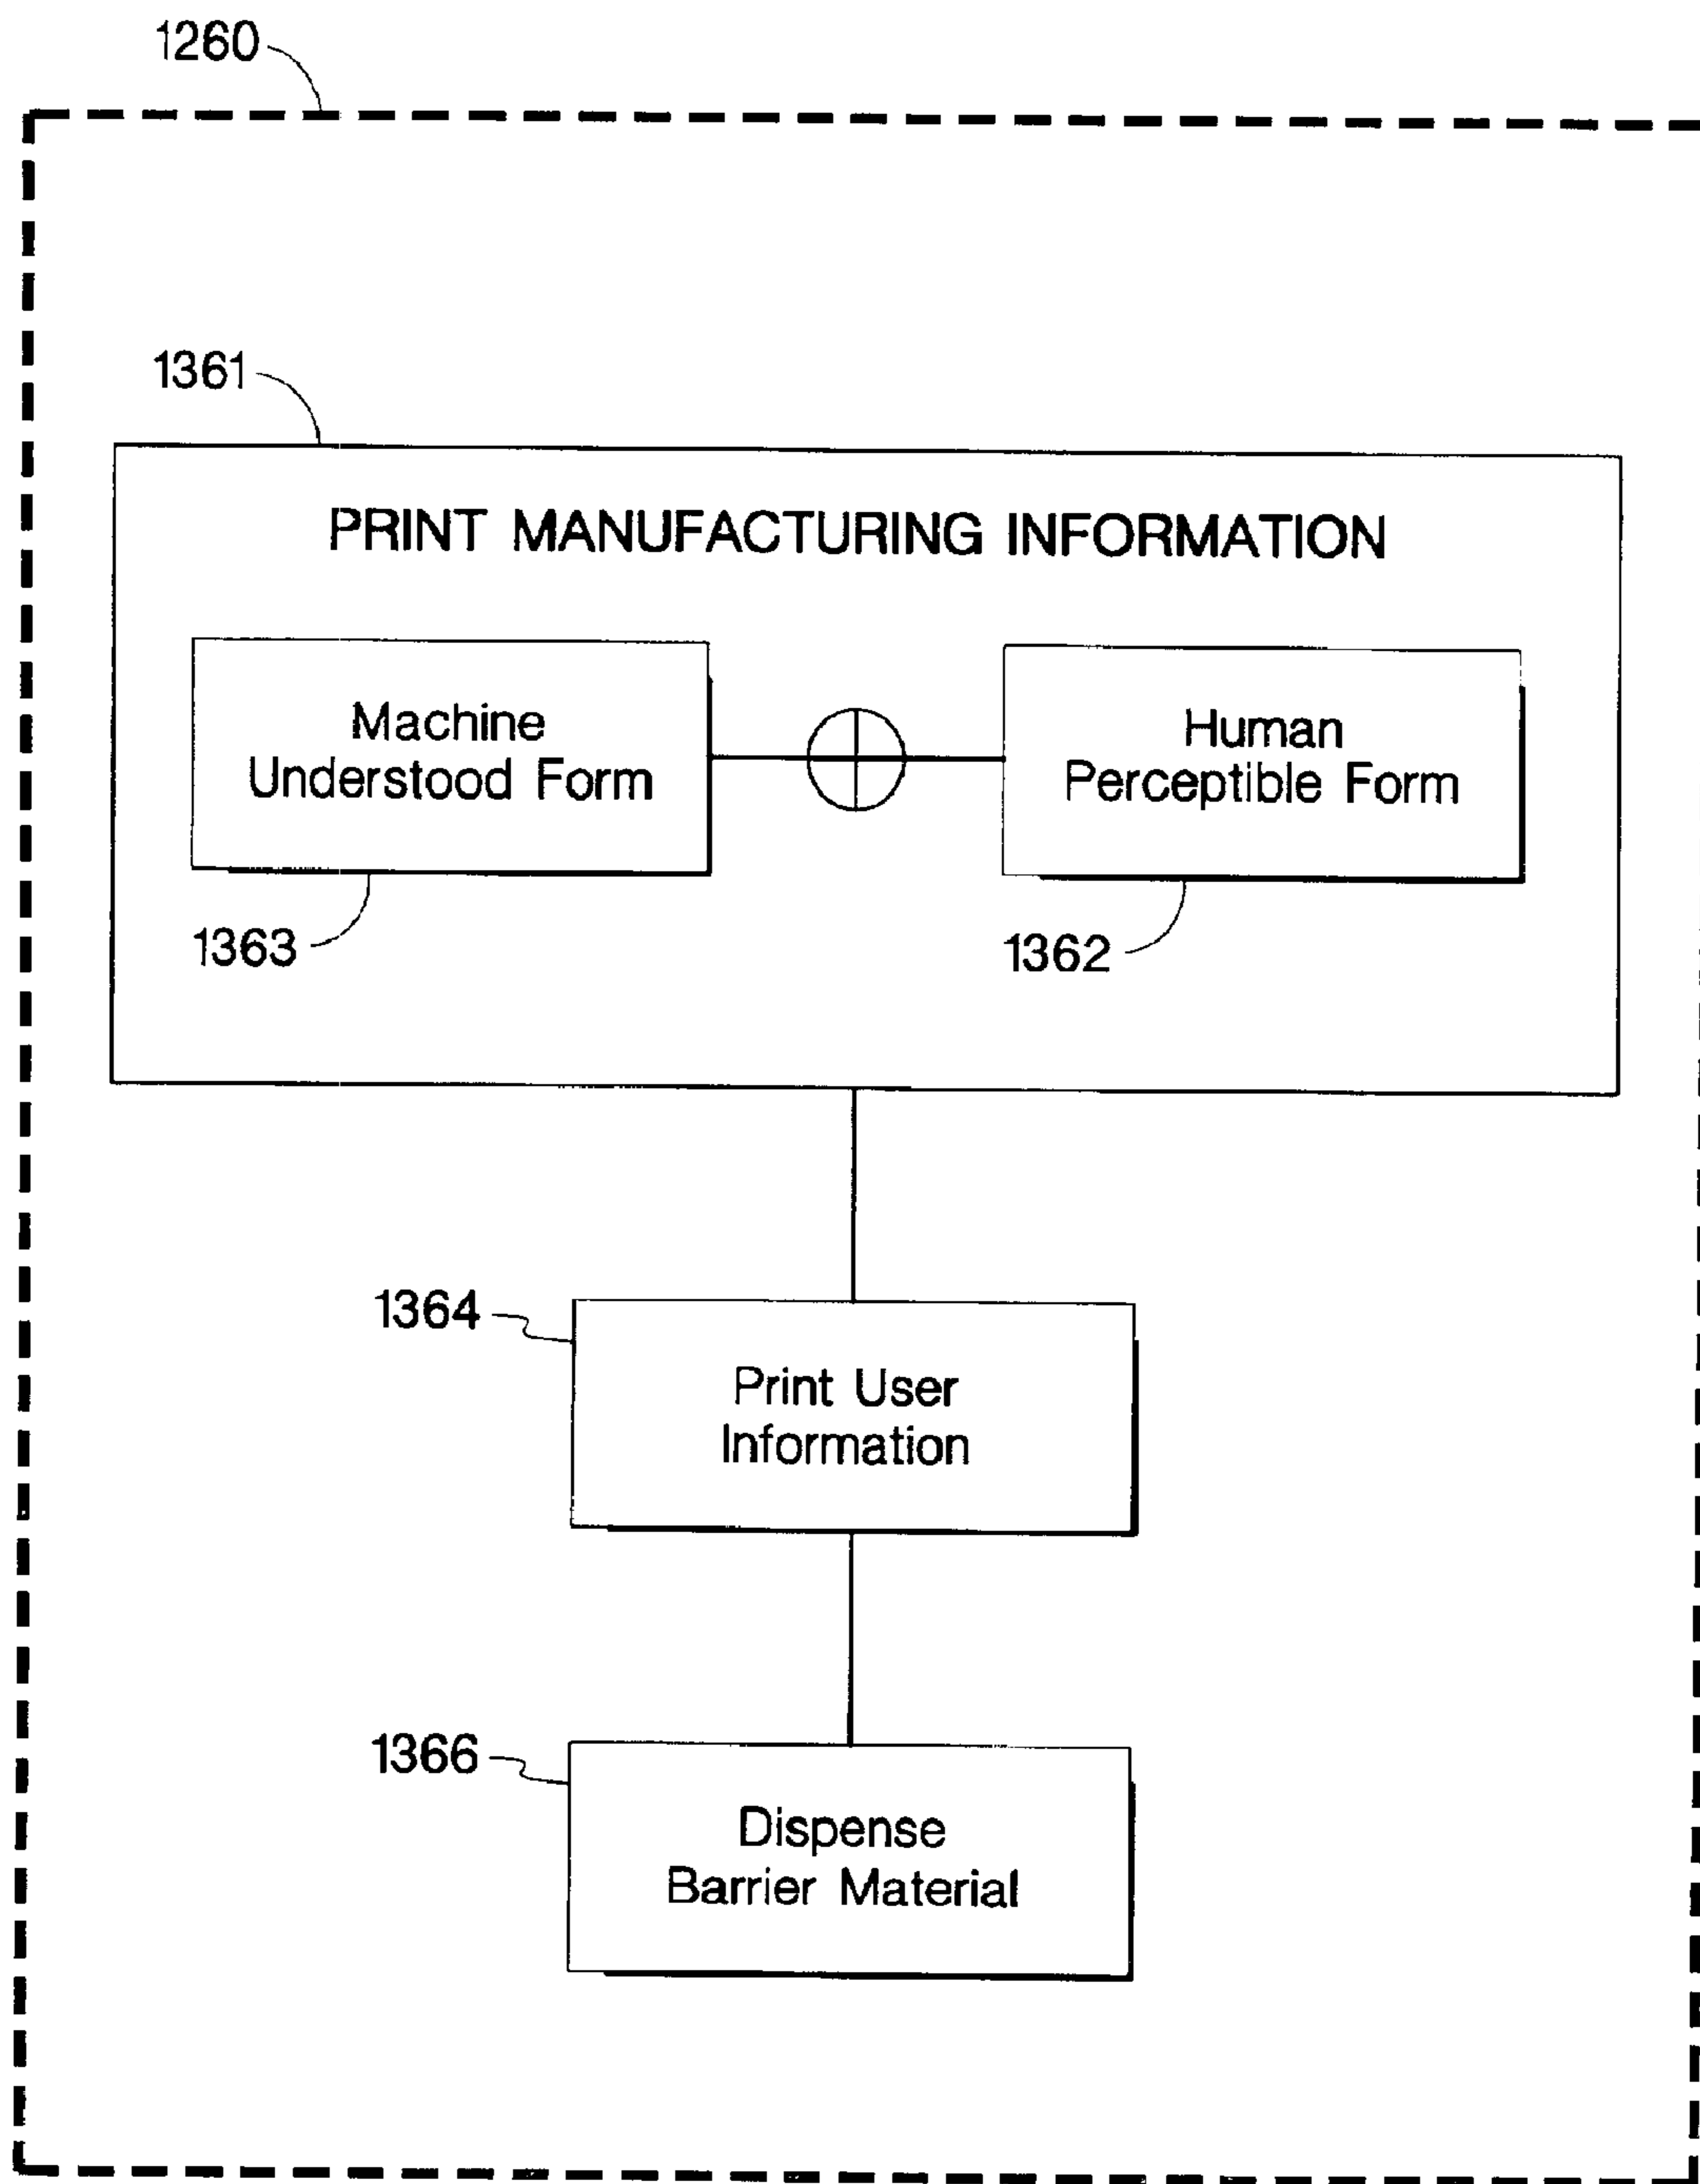 1260
1361
PRINT MANUFACTURING INFORMATION
Machine
Understood Form
Human
Perceptible Form
1363
1362
1364
Print User
Information
1366
Dispense
Barrier Material